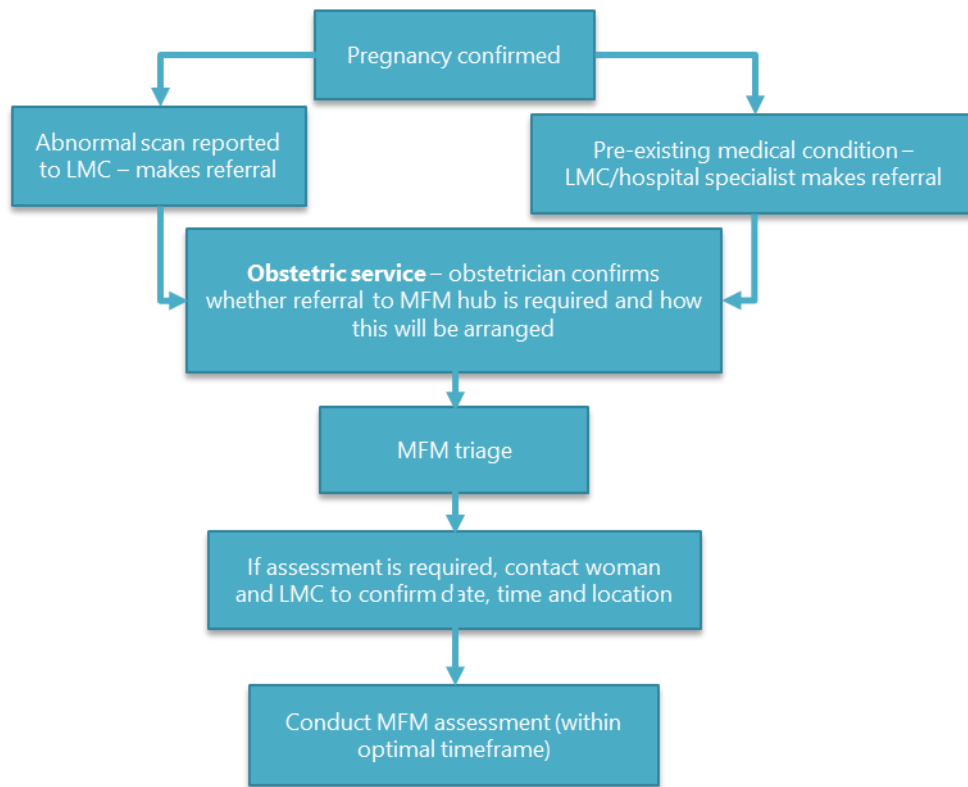 Pregnancy confirmed
Abnormal scan reported
to LMC – makes referral
Pre-existing medical condition –
LMC/hospital specialist makes referral
Obstetric service – obstetrician confirms
whether referral to MFM hub is required and how
this will be arranged
MFM triage
If assessment is required, contact woman
and LMC to confirm date, time and location
Conduct MFM assessment (within
optimal timeframe)